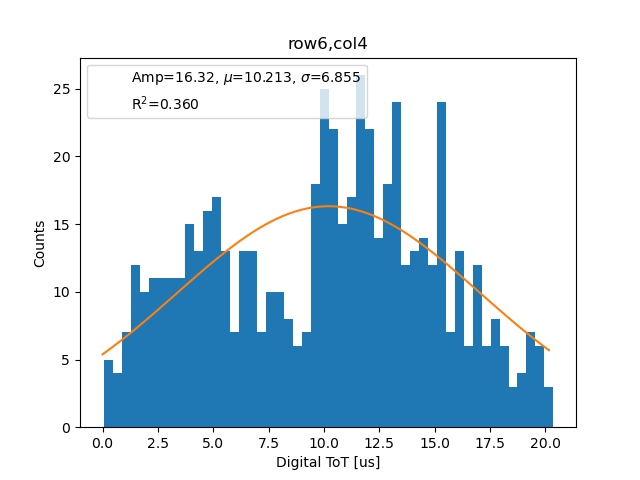 row6,col4
Amp=16.32, μ=10.213, σ=6.855
R²=0.360
25
20
15
10
5
0
Counts
0.0 2.5 5.0 7.5 10.0 12.5 15.0 17.5 20.0
Digital ToT [us]